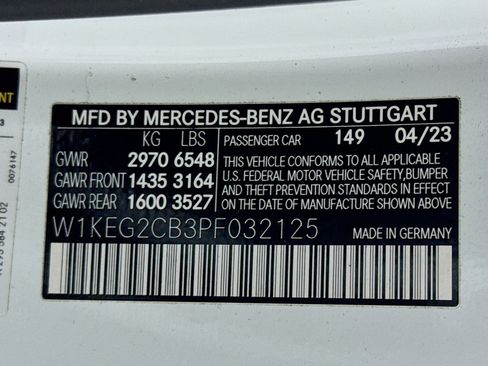 MFD BY MERCEDES-BENZ AG STUTTGART
KG LBS PASSENGER CAR 149 04/23
GVWR 2970 6548
GAWR FRONT 1435 3164
GAWR REAR 1600 3527
THIS VEHICLE CONFORMS TO ALL APPLICABLE
U.S. FEDERAL MOTOR VEHICLE SAFETY,BUMPER
AND THEFT PREVENTION STANDARDS IN EFFECT
ON THE DATE OF MANUFACTURE SHOWN ABOVE.
W1KEG2CB3PF032125
MADE IN GERMANY
0076147